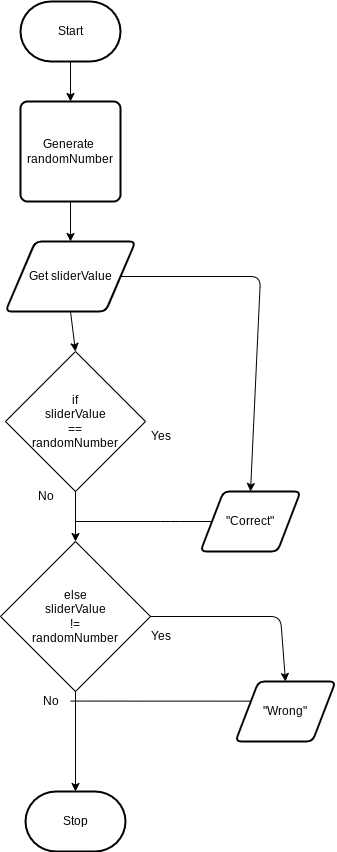 Start
Generate
randomNumber
Get sliderValue
if
sliderValue
==
randomNumber
Yes
No
"Correct"
else
sliderValue
!=
randomNumber
Yes
No
"Wrong"
Stop